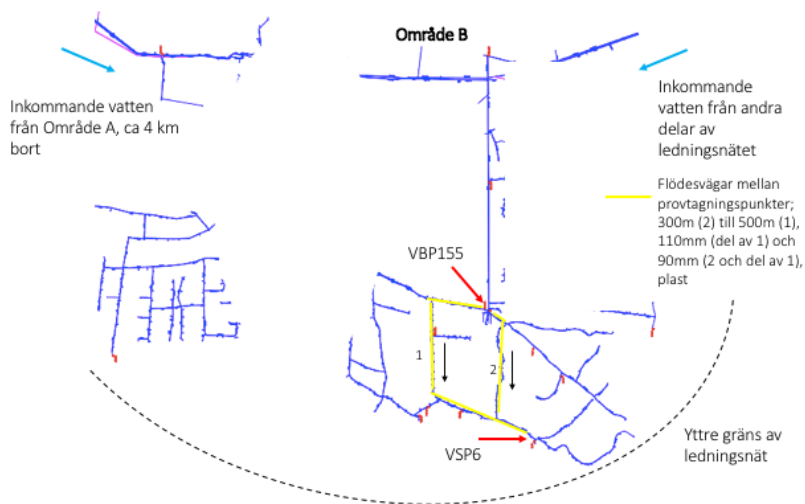 Område B
Inkommande vatten
från Område A, ca 4 km
bort
Inkommande
vatten från andra
delar av
ledningsnätet
Flödesvägar mellan
provtagningspunkter;
300m (2) till 500m (1),
110mm (del av 1) och
90mm (2 och del av 1),
plast
VBP155
1
2
VSP6
Yttre gräns av
ledningsnät